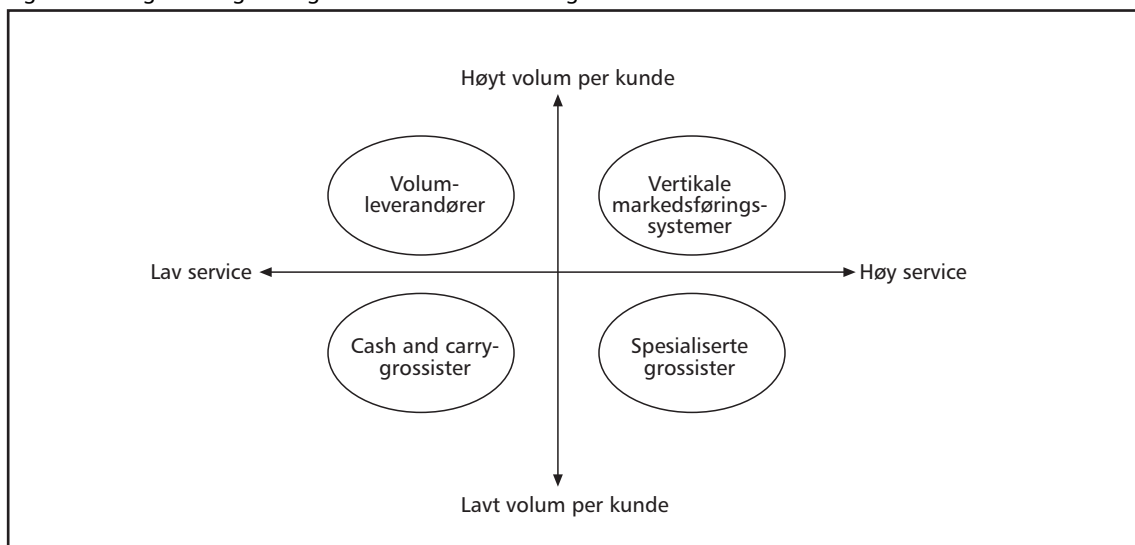 Høyt volum per kunde
Volum-
leverandører
Vertikale
markedsførings-
systemer
Lav service
Høy service
Cash and carry-
grossister
Spesialiserte
grossister
Lavt volum per kunde